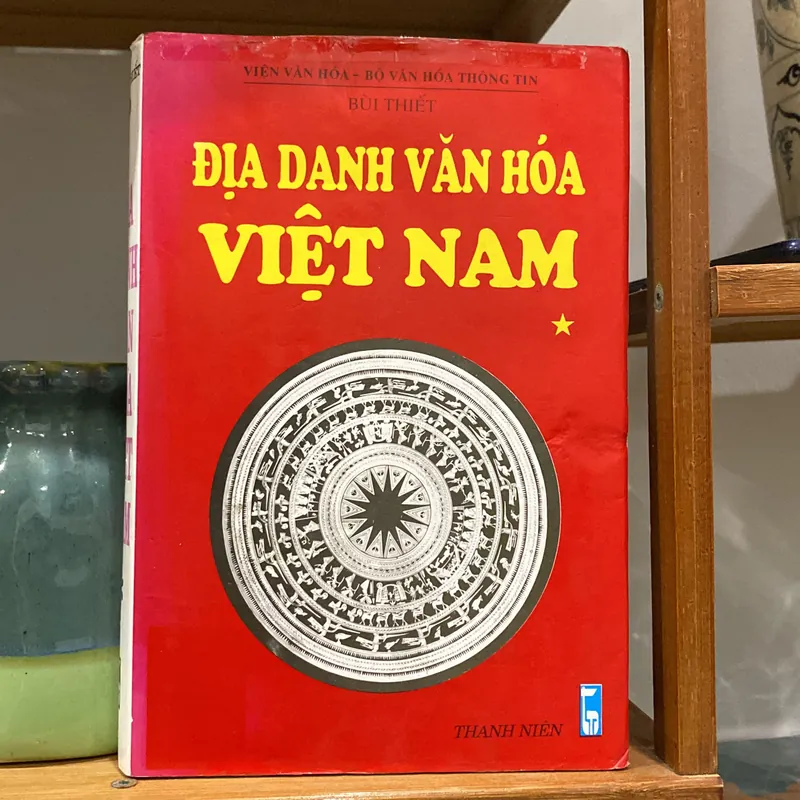 VIỆN VĂN HÓA – BỘ VĂN HÓA THÔNG TIN
BÙI THIẾT
ĐỊA DANH VĂN HÓA
VIỆT NAM
THANH NIÊN